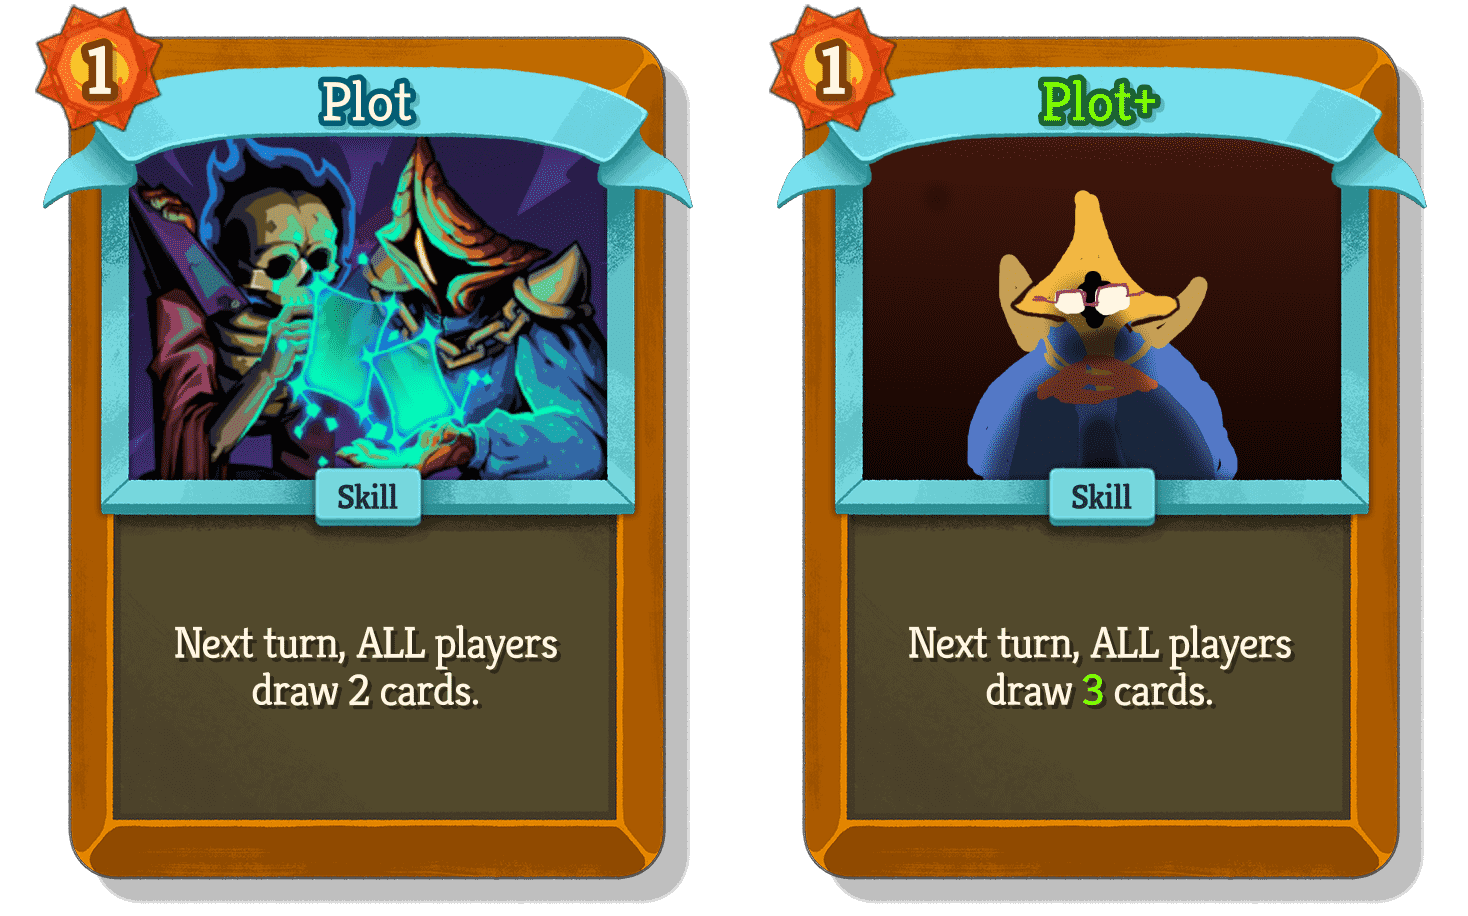 1
Plot
Skill
Next turn, ALL players
draw 2 cards.
1
Plot+
Skill
Next turn, ALL players
draw 3 cards.